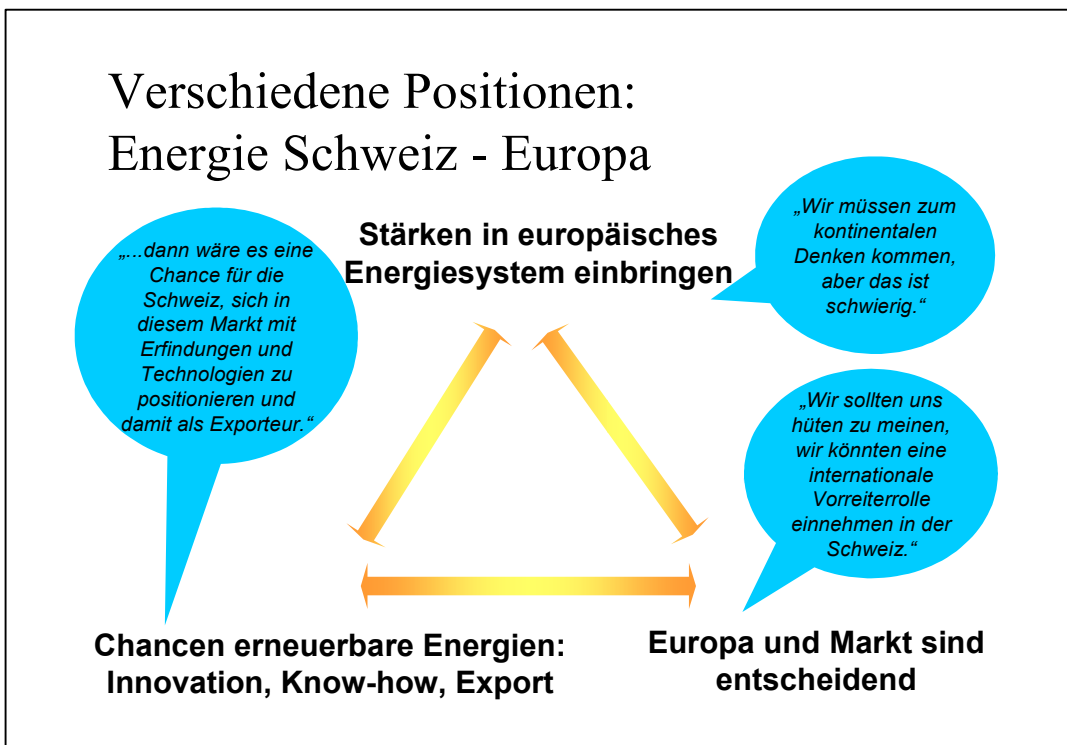 Verschiedene Positionen:
Energie Schweiz - Europa
Stärken in europäisches
Energiesystem einbringen
„Wir müssen zum
kontinentalen
Denken kommen,
aber das ist
schwierig.“
„...dann wäre es eine
Chance für die
Schweiz, sich in
diesem Markt mit
Erfindungen und
Technologien zu
positionieren und
damit als Exporteur.“
„Wir sollten uns
hüten zu meinen,
wir könnten eine
internationale
Vorreiterrolle
einnehmen in der
Schweiz.“
Chancen erneuerbare Energien:
Innovation, Know-how, Export
Europa und Markt sind
entscheidend